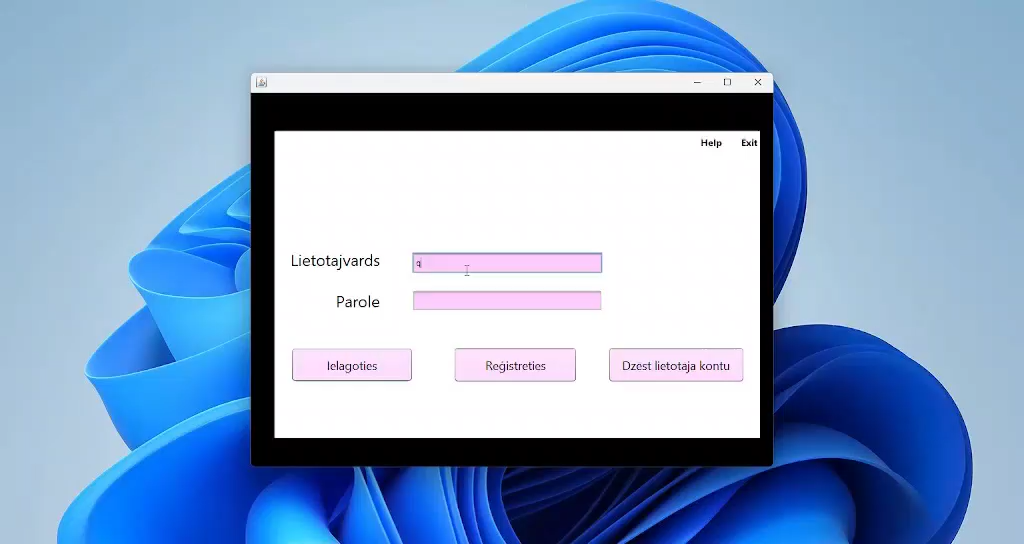 Help Exit
Lietotajvards q
Parole
Ielagoties Reģistreties Dzest lietotaja kontu